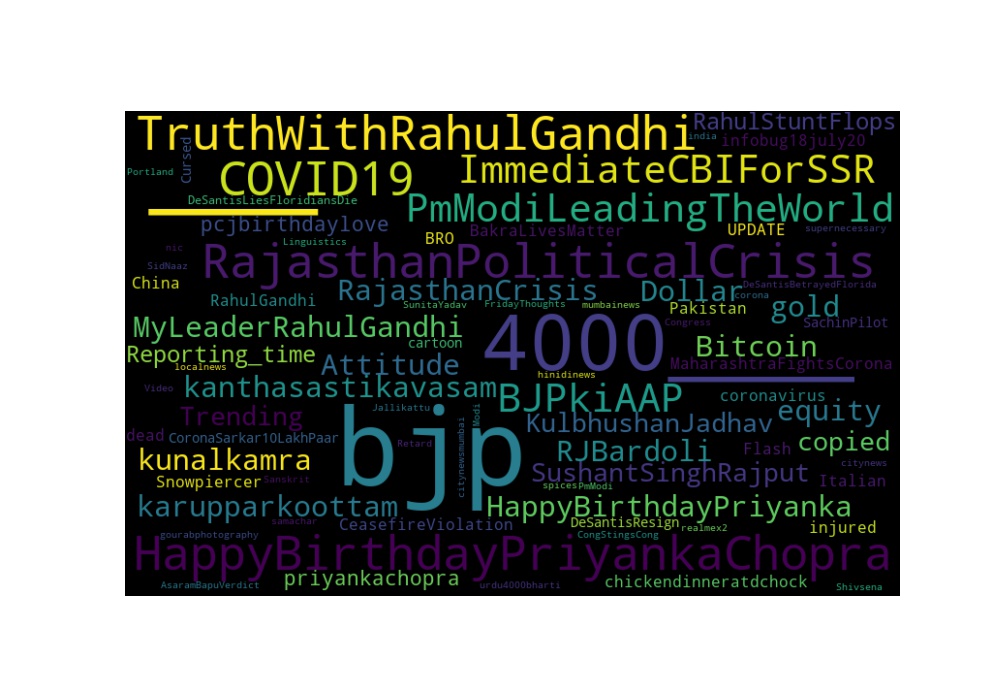 TruthWithRahulGandhi RahulStuntFlops
india infobug18july20
Cursed COVID19 ImmediateCBIForSSR
Portland
DeSantisLiesFloridiansDie PmModiLeadingTheWorld
pcjbirthdaylove BRO BakraLivesMatter UPDATE supernecessary
Linguistics
nic RajasthanPoliticalCrisis
SidNaaz
China RajasthanCrisis Dollar DeSantisBetrayedFlorida
RahulGandhi SunitaYadav FridayThoughts mumbainews corona Pakistan gold
MyLeaderRahulGandhi 4000 Congress SachinPilot
cartoon Bitcoin
Reporting_time Attitude MaharashtraFightsCorona
localnews hinidinews
Video kanthasastikavasam BJPkiAAP coronavirus
Trending Jallikattu Modi KulbhushanJadhav equity
dead CoronaSarkar10LakhPaar bjp Retard citynewsmumbai RJBardoli Flash copied
kunalkamra citynews
Snowpiercer Sanskrit SushantSinghRajput Italian
spices PmModi
karupparkoottam HappyBirthdayPriyanka
samachar CeasefireViolation DeSantisResign realmex2 injured
gourabphotography CongStingsCong
HappyBirthdayPriyankaChopra
AsaramBapuVerdict priyankachopra urdu4000bharti chickendinneratdchock Shivsena